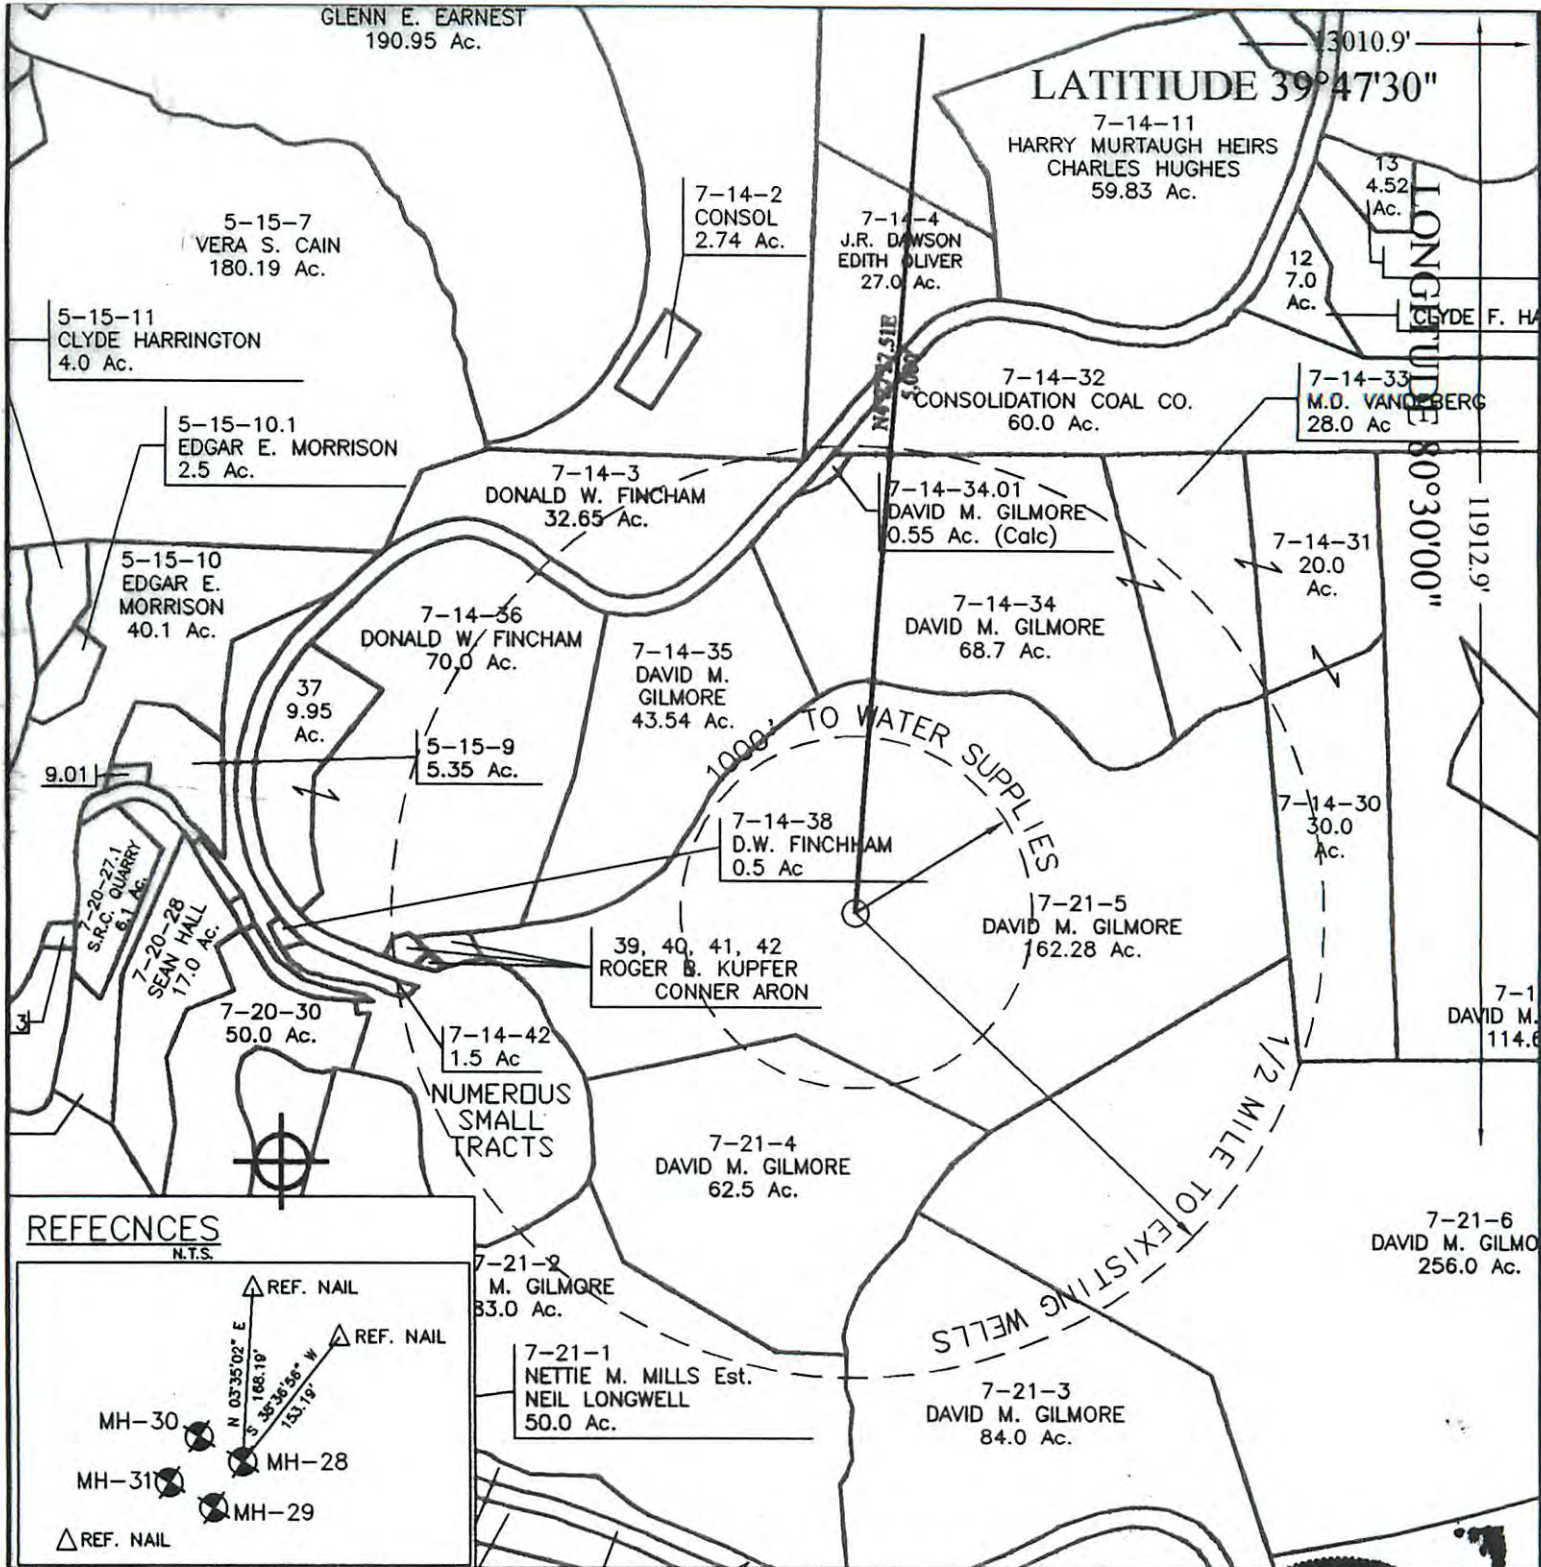 GLENN E. EARNEST
190.95 Ac.
13010.9'
LATITIUDE 39°47'30"
7-14-11
HARRY MURTAUGH HEIRS
CHARLES HUGHES
59.83 Ac.
13
4.52
Ac.
LONGTITUDE 80°30'00"
11912.9'
7-14-2
CONSOL
2.74 Ac.
7-14-4
J.R. DAWSON
EDITH OLIVER
27.0 Ac.
5-15-7
VERA S. CAIN
180.19 Ac.
12
7.0
Ac.
CLYDE F. HA
5-15-11
CLYDE HARRINGTON
4.0 Ac.
5,000'
7-14-32
CONSOLIDATION COAL CO.
60.0 Ac.
7-14-33
M.D. VANDEBERG
28.0 Ac
5-15-10.1
EDGAR E. MORRISON
2.5 Ac.
7-14-3
DONALD W. FINCHAM
32.65 Ac.
7-14-34.01
DAVID M. GILMORE
0.55 Ac. (Calc)
7-14-31
20.0
Ac.
5-15-10
EDGAR E.
MORRISON
40.1 Ac.
7-14-36
DONALD W. FINCHAM
70.0 Ac.
7-14-35
DAVID M.
GILMORE
43.54 Ac.
7-14-34
DAVID M. GILMORE
68.7 Ac.
37
9.95
Ac.
5-15-9
5.35 Ac.
9.01
1000' TO WATER SUPPLIES
7-14-30
30.0
Ac.
7-14-38
D.W. FINCHHAM
0.5 Ac
7-20-27.1
S.R.C. QUARRY
6.1 Ac.
7-20-28
SEAN HALL
17.0 Ac.
7-21-5
DAVID M. GILMORE
162.28 Ac.
39, 40, 41, 42
ROGER B. KUPFER
CONNER ARON
7-20-30
50.0 Ac.
7-1
DAVID M.
114.6
3
7-14-42
1.5 Ac
NUMEROUS
SMALL
TRACTS
1/2 MILE TO EXISTING WELLS
7-21-4
DAVID M. GILMORE
62.5 Ac.
7-21-6
DAVID M. GILMO
256.0 Ac.
7-21-2
M. GILMORE
83.0 Ac.
7-21-1
NETTIE M. MILLS Est.
NEIL LONGWELL
50.0 Ac.
7-21-3
DAVID M. GILMORE
84.0 Ac.
REFECNCES
N.T.S.
REF. NAIL
REF. NAIL
N 03°35'02" E
168.19'
S 38°36'56" W
153.19'
MH-30
MH-28
MH-31
MH-29
REF. NAIL